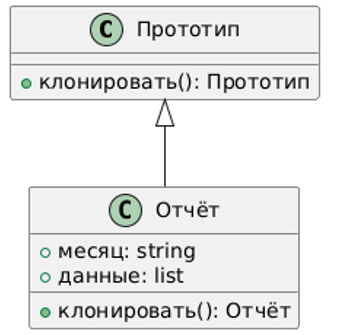 C Прототип
клонировать(): Прототип
C Отчёт
месяц: string
данные: list
клонировать(): Отчёт